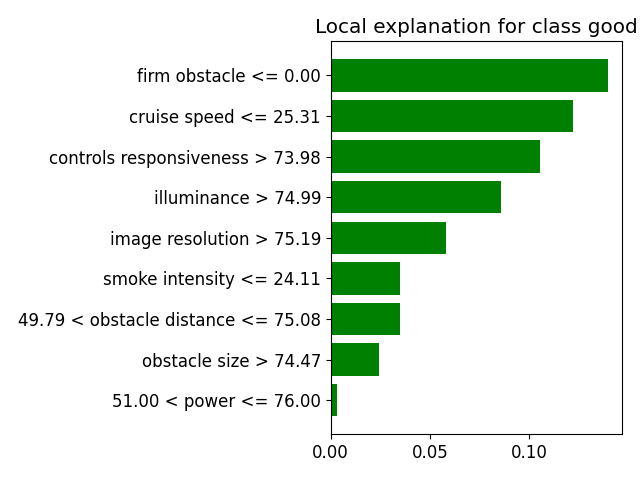 Local explanation for class good
firm obstacle <= 0.00
cruise speed <= 25.31
controls responsiveness > 73.98
illuminance > 74.99
image resolution > 75.19
smoke intensity <= 24.11
49.79 < obstacle distance <= 75.08
obstacle size > 74.47
51.00 < power <= 76.00
0.00 0.05 0.10